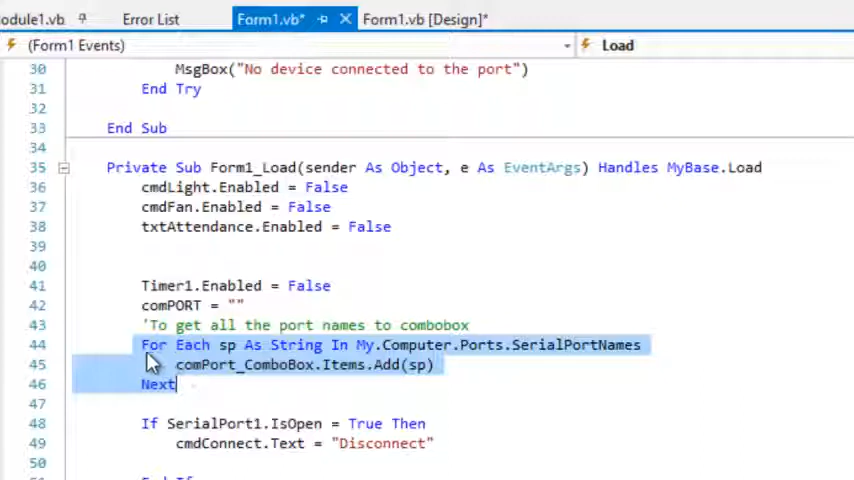 odule1.vb
Error List
Form1.vb*
Form1.vb [Design]*
(Form1 Events)
Load
30 MsgBox("No device connected to the port")
31 End Try
32
33 End Sub
34
35 Private Sub Form1_Load(sender As Object, e As EventArgs) Handles MyBase.Load
36 cmdLight.Enabled = False
37 cmdFan.Enabled = False
38 txtAttendance.Enabled = False
39
40
41 Timer1.Enabled = False
42 comPORT = ""
43 'To get all the port names to combobox
44 For Each sp As String In My.Computer.Ports.SerialPortNames
45 comPort_ComboBox.Items.Add(sp)
46 Next
47
48 If SerialPort1.IsOpen = True Then
49 cmdConnect.Text = "Disconnect"
50